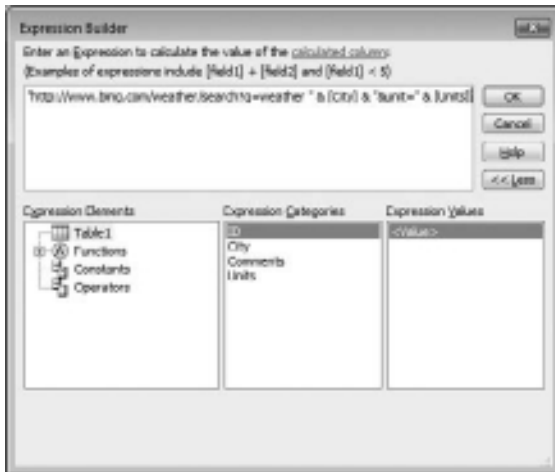 Expression Builder
Enter an Expression to calculate the value of the calculated column:
(Examples of expressions include [field1] + [field2] and [field1] < 5)
"http://www.bing.com/weather/search?q=weather " & [City] & "&unit=" & [Units]
OK
Cancel
Help
<< Less
Expression Elements
Table1
Functions
Constants
Operators
Expression Categories
ID
City
Comments
Units
Expression Values
<Value>